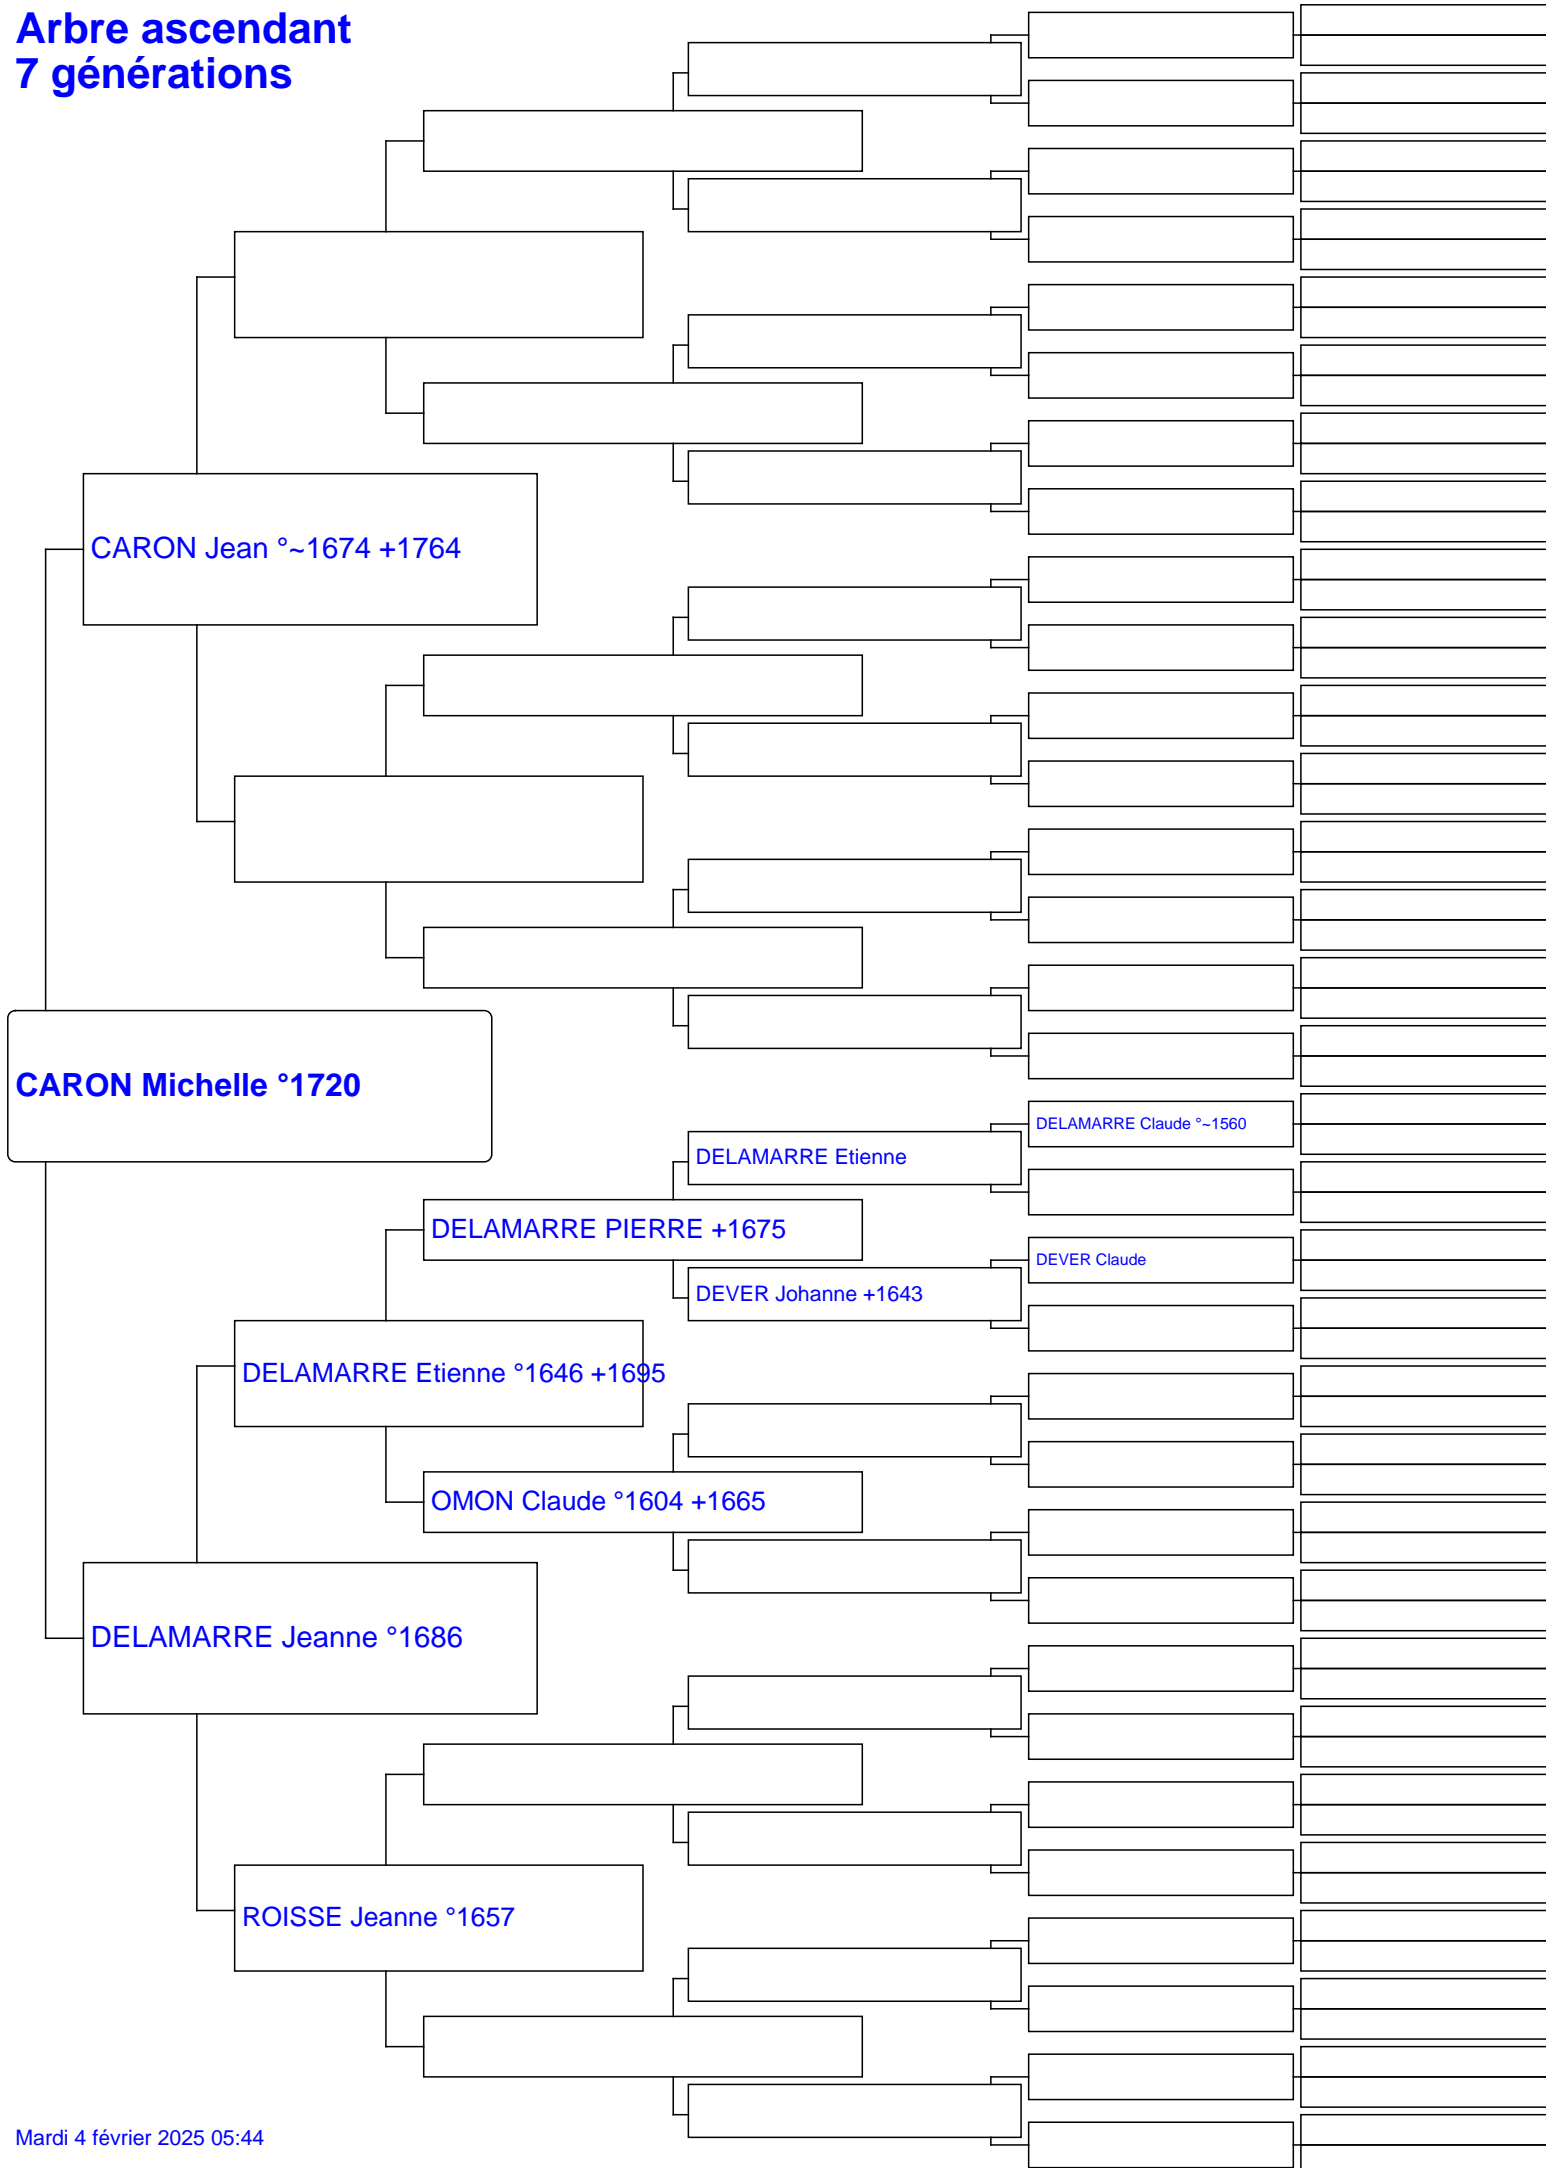 Arbre ascendant
7 générations
CARON Jean °~1674 +1764
CARON Michelle °1720
DELAMARRE Claude °~1560
DELAMARRE Etienne
DELAMARRE PIERRE +1675
DEVER Claude
DEVER Johanne +1643
DELAMARRE Etienne °1646 +1695
OMON Claude °1604 +1665
DELAMARRE Jeanne °1686
ROISSE Jeanne °1657
Mardi 4 février 2025 05:44